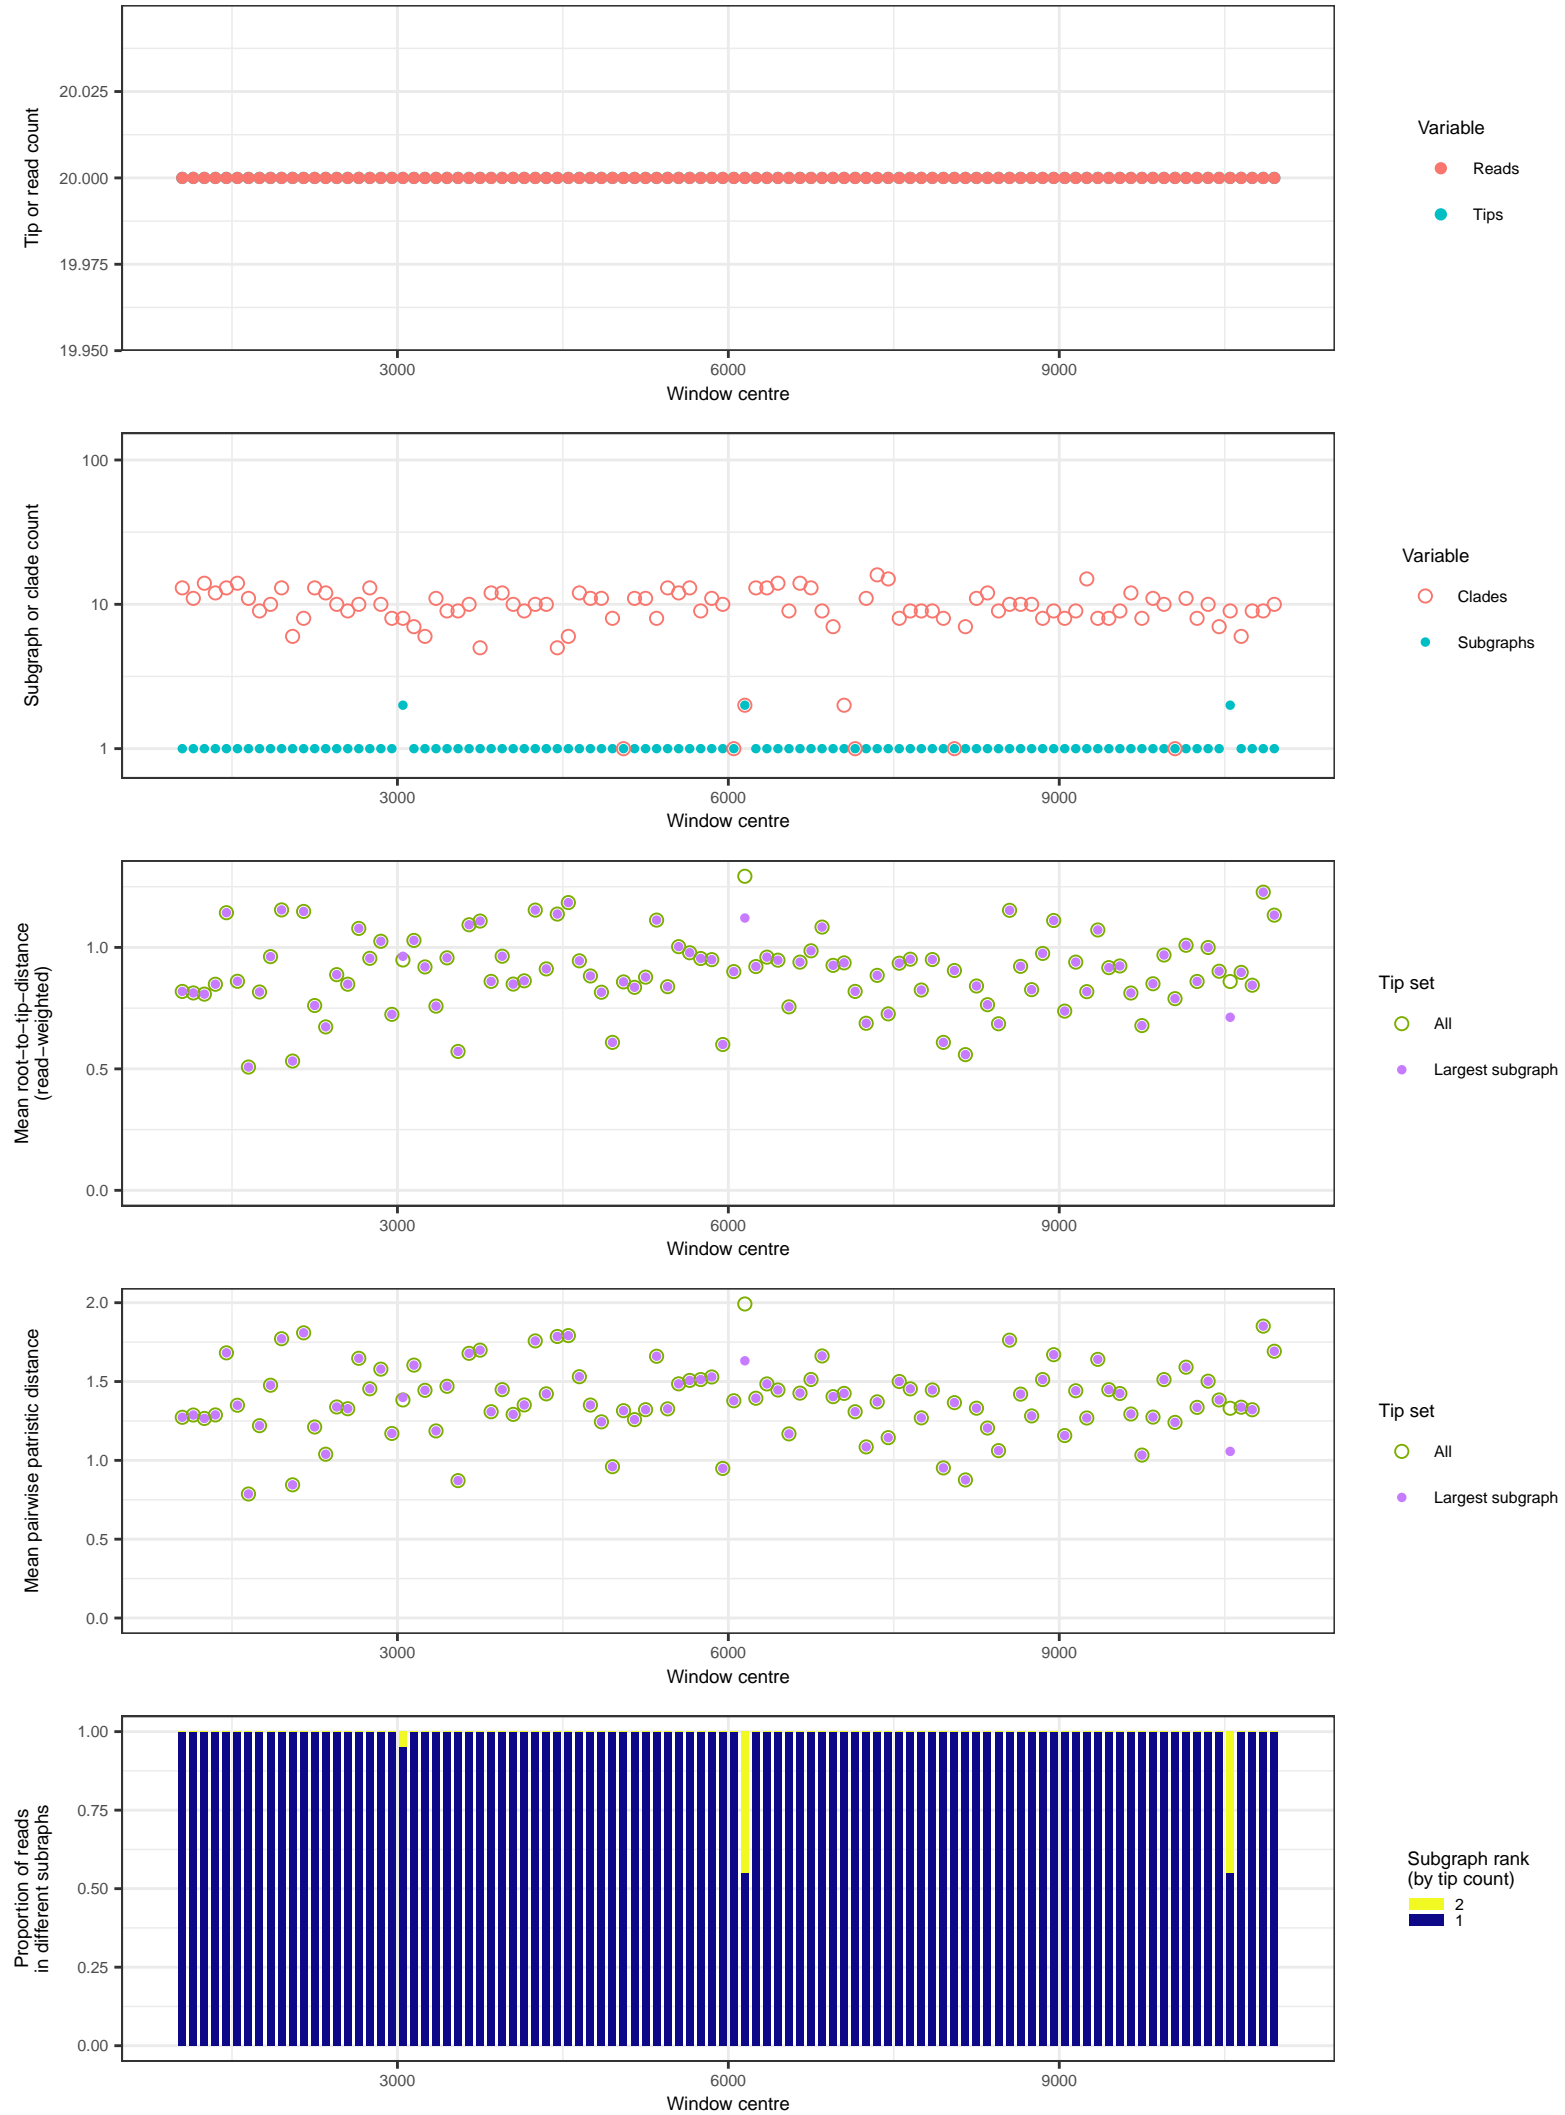 20.025
20.000
19.975
19.950
Tip or read count
3000
6000
9000
Window centre
Variable
Reads
Tips
100
10
1
Subgraph or clade count
3000
6000
9000
Window centre
Variable
Clades
Subgraphs
1.0
0.5
0.0
Mean root−to−tip−distance
(read−weighted)
3000
6000
9000
Window centre
Tip set
All
Largest subgraph
2.0
1.5
1.0
0.5
0.0
Mean pairwise patristic distance
3000
6000
9000
Window centre
Tip set
All
Largest subgraph
1.00
0.75
0.50
0.25
0.00
Proportion of reads
in different subraphs
3000
6000
9000
Window centre
Subgraph rank
(by tip count)
2
1